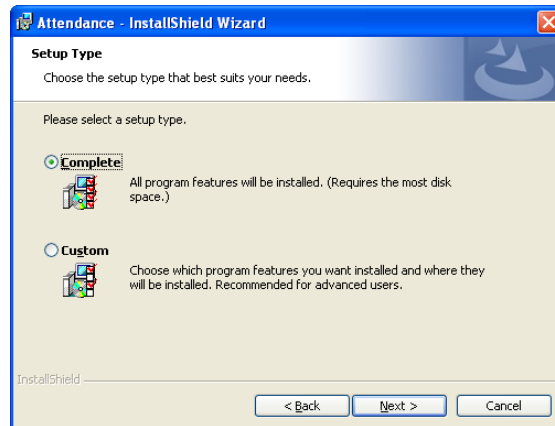 Attendance - InstallShield Wizard
Setup Type
Choose the setup type that best suits your needs.
Please select a setup type.
Complete
All program features will be installed. (Requires the most disk
space.)
Custom
Choose which program features you want installed and where they
will be installed. Recommended for advanced users.
InstallShield
< Back
Next >
Cancel